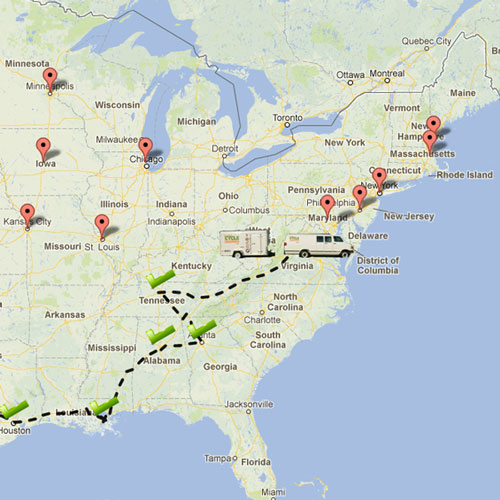 Quebec City
Minnesota
Minneapolis
Ottawa
Montreal
Maine
Wisconsin
Vermont
Michigan
Toronto
New
Hampshire
Milwaukee
New York
Massachusetts
Iowa
Chicago
Detroit
Connecticut
Rhode Island
Pennsylvania
New York
Illinois
Indiana
Ohio
Philadelphia
Columbus
Indianapolis
Maryland
New Jersey
Kansas City
Missouri
St. Louis
Delaware
District of
Columbia
Kentucky
Virginia
Tennessee
North
Carolina
Arkansas
Charlotte
Mississippi
Alabama
South
Carolina
Georgia
Louisiana
Houston
Jacksonville
Tampa
Florida
Miami